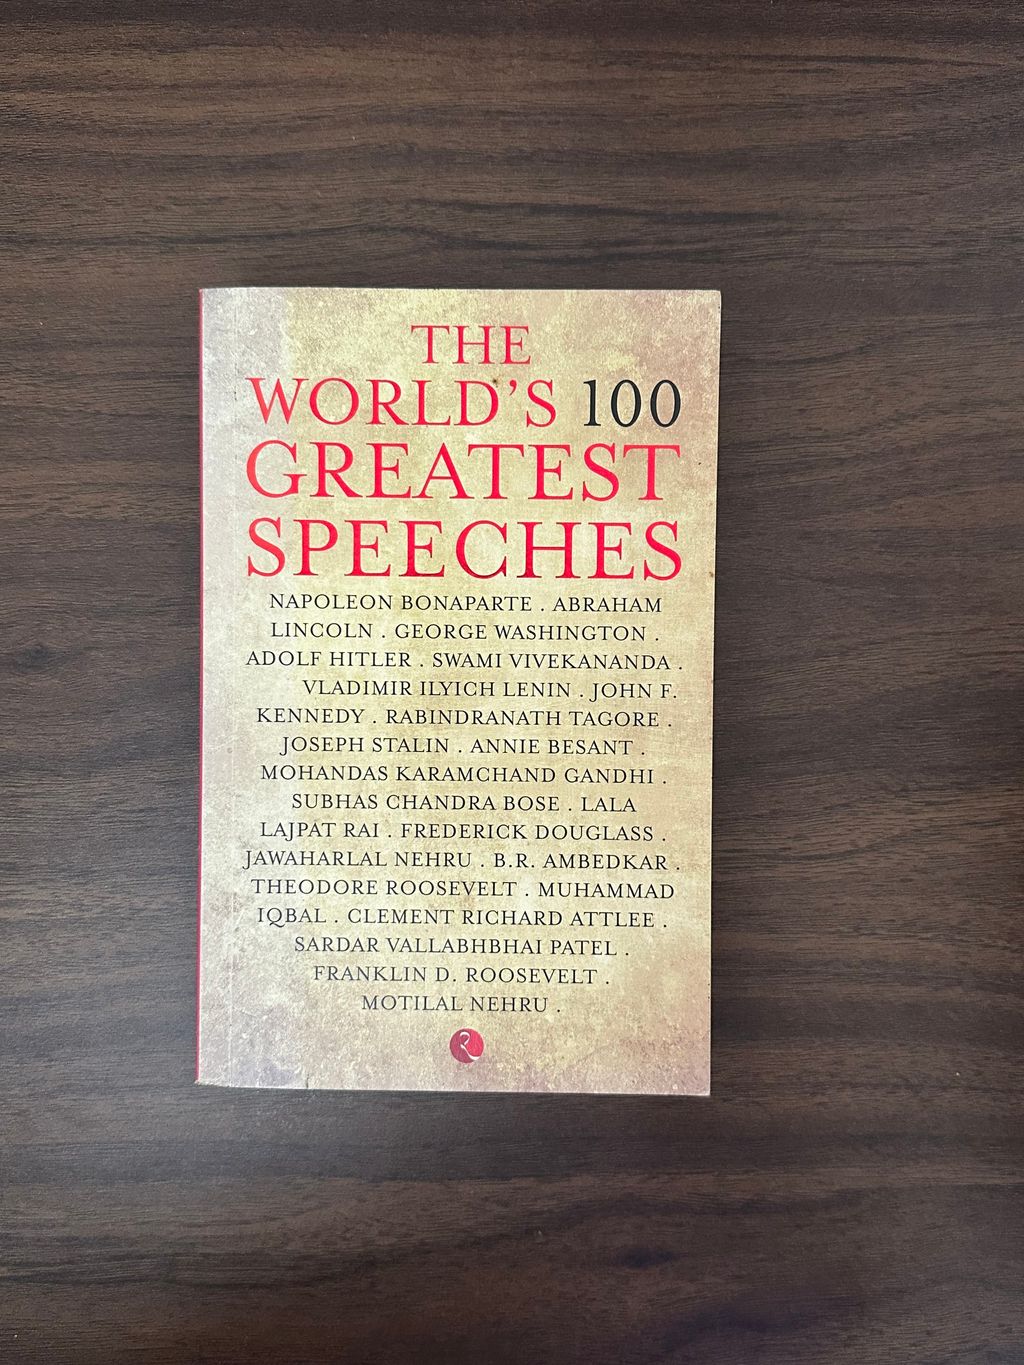 THE
WORLD'S 100
GREATEST
SPEECHES
NAPOLEON BONAPARTE . ABRAHAM
LINCOLN . GEORGE WASHINGTON .
ADOLF HITLER . SWAMI VIVEKANANDA .
VLADIMIR ILYICH LENIN . JOHN F.
KENNEDY . RABINDRANATH TAGORE .
JOSEPH STALIN . ANNIE BESANT .
MOHANDAS KARAMCHAND GANDHI .
SUBHAS CHANDRA BOSE . LALA
LAJPAT RAI . FREDERICK DOUGLASS .
JAWAHARLAL NEHRU . B.R. AMBEDKAR .
THEODORE ROOSEVELT . MUHAMMAD
IQBAL . CLEMENT RICHARD ATTLEE .
SARDAR VALLABHBHAI PATEL .
FRANKLIN D. ROOSEVELT .
MOTILAL NEHRU .